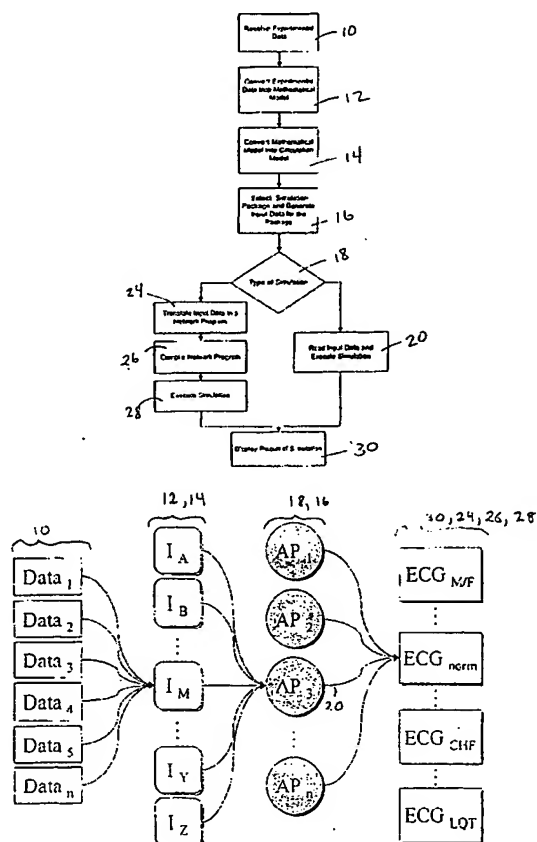 Receive Experimental
Data
10
Convert Experimental
Data into Mathematical
Model
12
Convert Mathematical
Model into Simulation
Model
14
Select Simulation
Package and Generate
Input Data for the
Package
16
Type of Simulation
18
24
Translate Input Data in a
Network Program
26
Compile Network Program
Read Input Data and
Execute Simulation
20
28
Execute Simulation
Display Result of Simulation
30
10
12, 14
18, 16
30, 24, 26, 28
Data 1
Data 2
Data 3
Data 4
Data 5
Data n
I A
I B
I M
I Y
I Z
AP 1
AP 2
AP 3
20
AP n
ECG M/F
ECG norm
ECG CHF
ECG LQT